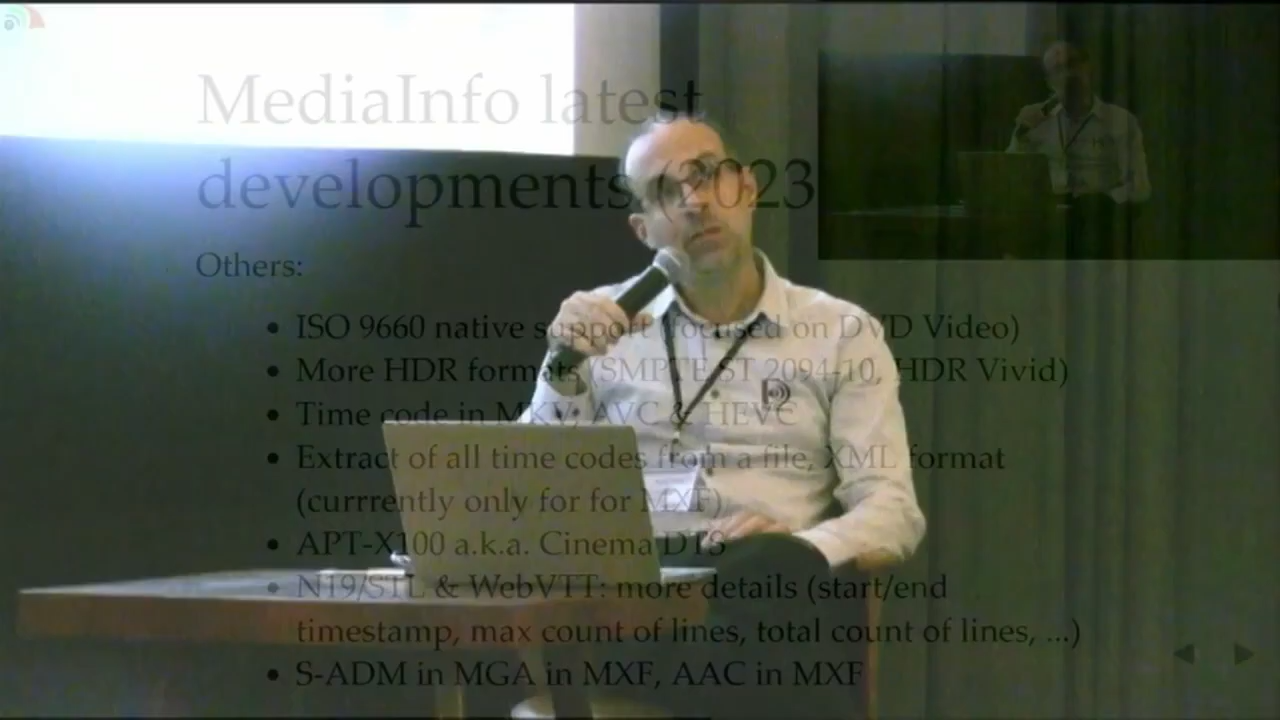 MediaInfo latest
developments (2023
Others:
• ISO 9660 native support (focused on DVD Video)
• More HDR formats (SMPTE ST 2094-10, HDR Vivid)
• Time code in MKV, AVC & HEVC
• Extract of all time codes from a file, XML format
(currrently only for for MXF)
• APT-X100 a.k.a. Cinema DTS
• N19/STL & WebVTT: more details (start/end
timestamp, max count of lines, total count of lines, ...)
• S-ADM in MGA in MXF, AAC in MXF